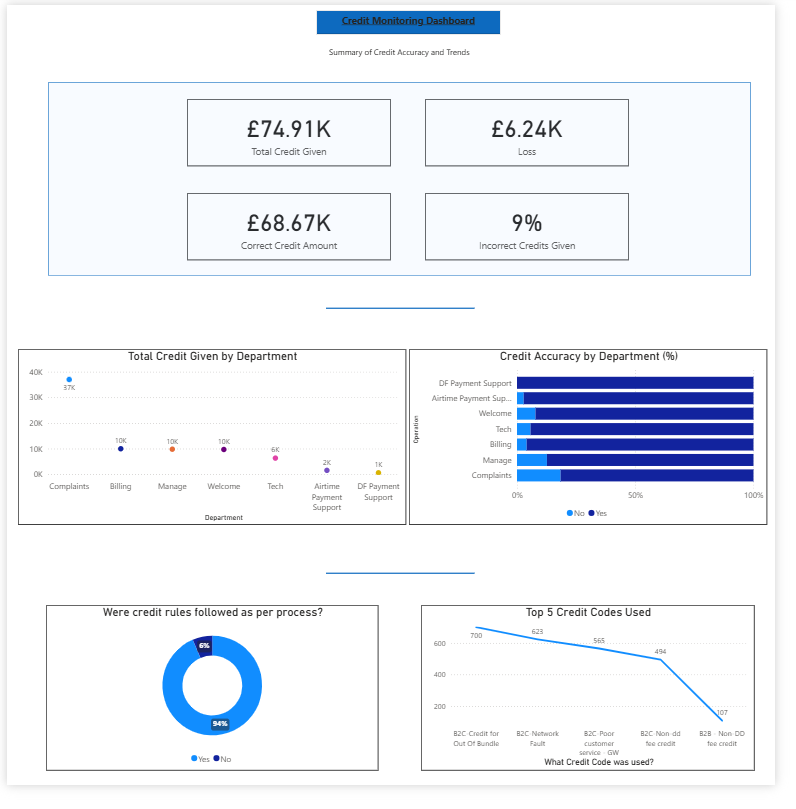 Credit Monitoring Dashboard
Summary of Credit Accuracy and Trends
£74.91K
Total Credit Given
£6.24K
Loss
£68.67K
Correct Credit Amount
9%
Incorrect Credits Given
Total Credit Given by Department
40K
30K
20K
10K
0K
37K
10K
10K
10K
6K
2K
1K
Complaints
Billing
Manage
Welcome
Tech
Airtime
Payment
Support
DF Payment
Support
Department
Credit Accuracy by Department (%)
Operation
DF Payment Support
Airtime Payment Sup...
Welcome
Tech
Billing
Manage
Complaints
0%
50%
100%
No
Yes
Were credit rules followed as per process?
6%
94%
Yes
No
Top 5 Credit Codes Used
600
400
200
700
623
565
494
107
B2C-Credit for
Out Of Bundle
B2C-Network
Fault
B2C-Poor
customer
service - GW
B2C-Non-dd
fee credit
B2B - Non-DD
fee credit
What Credit Code was used?